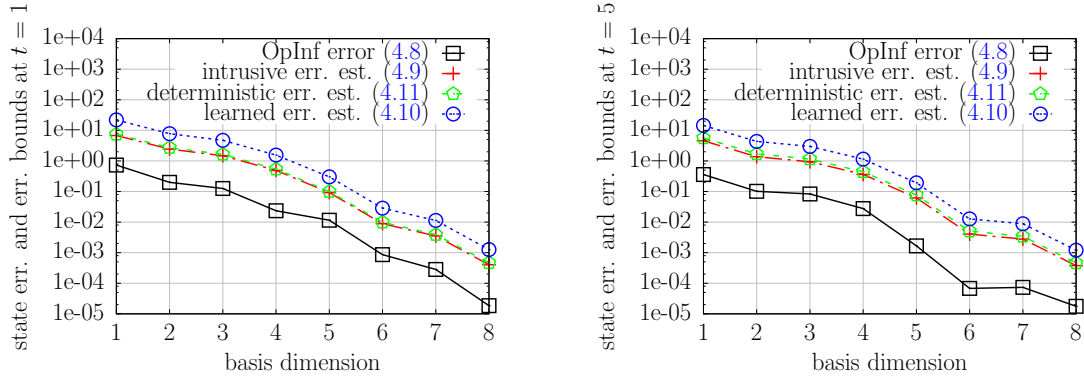 state err. and err. bounds at t = 1
1e+04
1e+03
1e+02
1e+01
1e+00
1e-01
1e-02
1e-03
1e-04
1e-05
OpInf error (4.8)
intrusive err. est. (4.9)
deterministic err. est. (4.11)
learned err. est. (4.10)
1 2 3 4 5 6 7 8
basis dimension
state err. and err. bounds at t = 5
1e+04
1e+03
1e+02
1e+01
1e+00
1e-01
1e-02
1e-03
1e-04
1e-05
OpInf error (4.8)
intrusive err. est. (4.9)
deterministic err. est. (4.11)
learned err. est. (4.10)
1 2 3 4 5 6 7 8
basis dimension